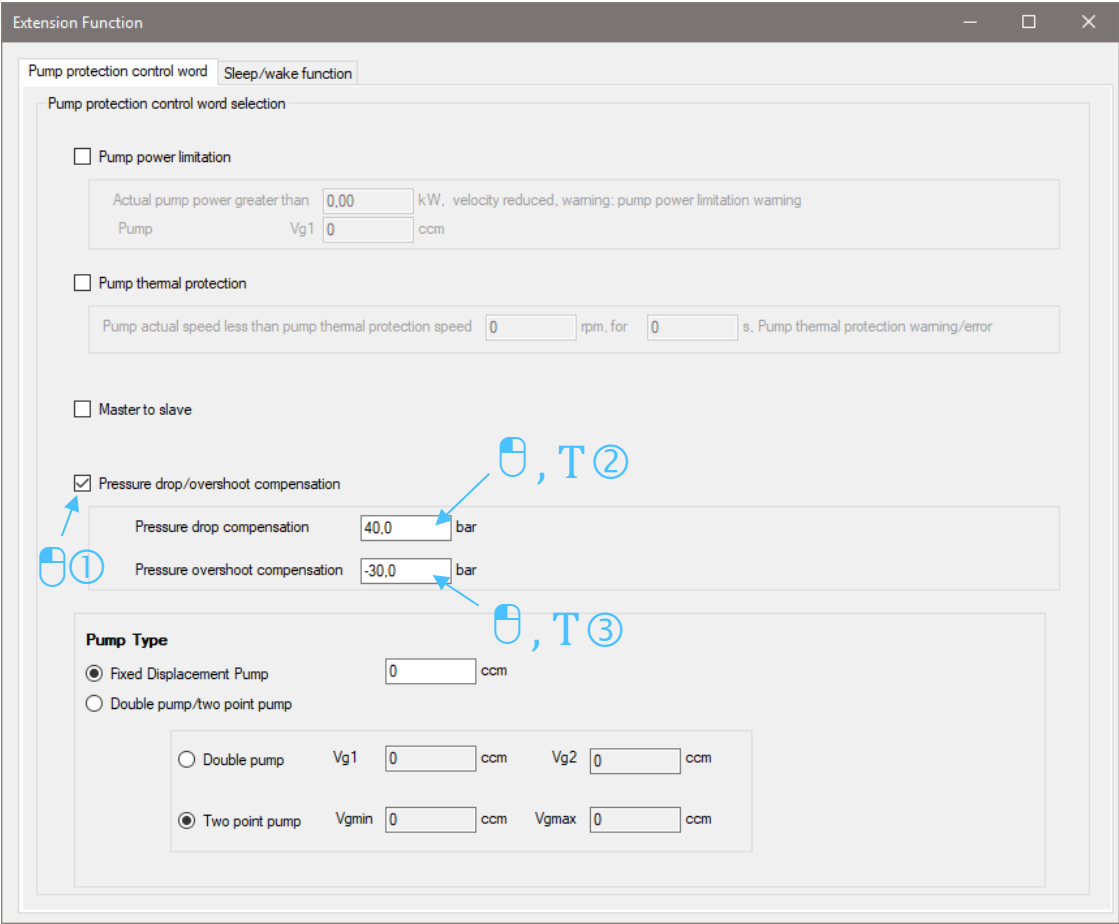 Extension Function
Pump protection control word Sleep/wake function
Pump protection control word selection
Pump power limitation
Actual pump power greater than 0,00 kW, velocity reduced, warning: pump power limitation warning
Pump Vg1 0 ccm
Pump thermal protection
Pump actual speed less than pump thermal protection speed 0 rpm, for 0 s, Pump thermal protection warning/error
Master to slave
, T ②
Pressure drop/overshoot compensation
Pressure drop compensation 40,0 bar
①
Pressure overshoot compensation -30,0 bar
, T ③
Pump Type
Fixed Displacement Pump 0 ccm
Double pump/two point pump
Double pump Vg1 0 ccm Vg2 0 ccm
Two point pump Vgmin 0 ccm Vgmax 0 ccm